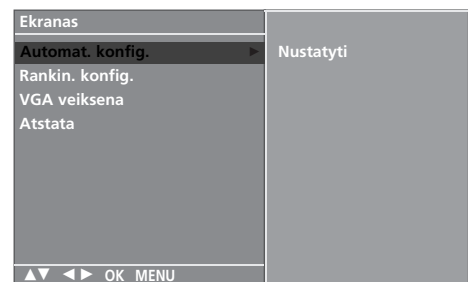 Ekranas
Automat. konfig. ►
Rankin. konfig.
VGA veiksena
Atstata
Nustatyti
▲▼ ◄► OK MENU